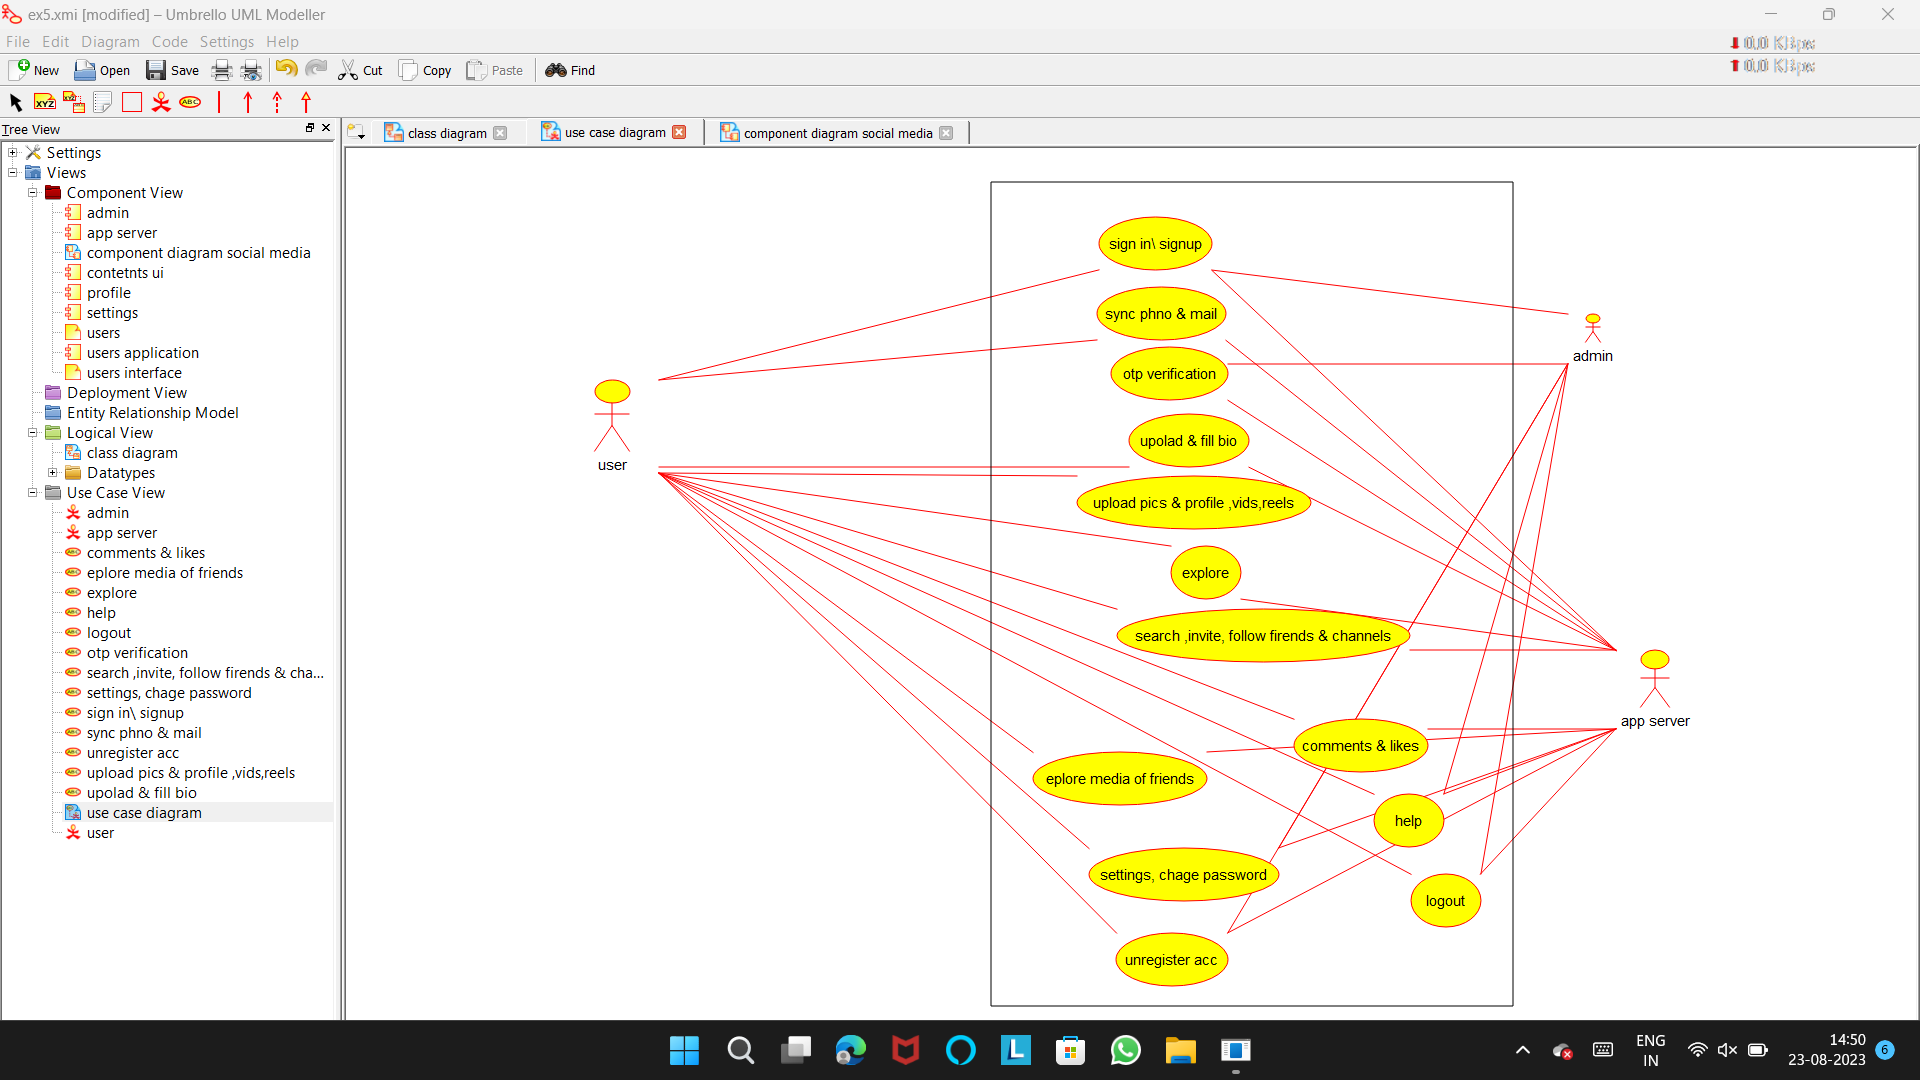 ex5.xmi [modified] – Umbrello UML Modeller
File Edit Diagram Code Settings Help
0.0 KBps
0.0 KBps
New Open Save Cut Copy Paste Find
XYZ XYZ ABC
Tree View
class diagram
use case diagram
component diagram social media
Settings
Views
Component View
admin
app server
component diagram social media
contetnts ui
profile
settings
users
users application
users interface
Deployment View
Entity Relationship Model
Logical View
class diagram
Datatypes
Use Case View
admin
app server
comments & likes
eplore media of friends
explore
help
logout
otp verification
search ,invite, follow firends & cha...
settings, chage password
sign in\ signup
sync phno & mail
unregister acc
upload pics & profile ,vids,reels
upolad & fill bio
use case diagram
user
sign in\ signup
sync phno & mail
admin
otp verification
upolad & fill bio
user
upload pics & profile ,vids,reels
explore
search ,invite, follow firends & channels
app server
comments & likes
eplore media of friends
help
settings, chage password
logout
unregister acc
ENG
IN
14:50
23-08-2023
6